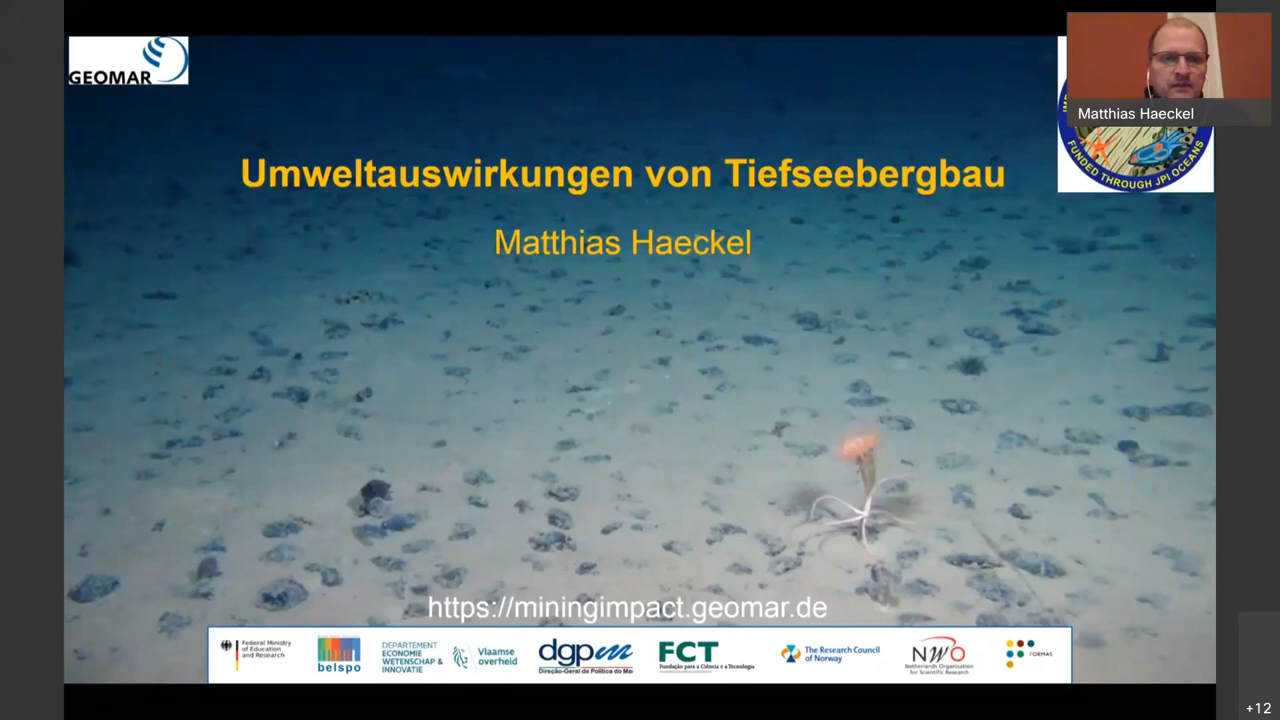 GEOMAR
Matthias Haeckel
FUNDED THROUGH JPI OCEANS
Umweltauswirkungen von Tiefseebergbau
Matthias Haeckel
https://miningimpact.geomar.de
Federal Ministry
of Education
and Research
belspo
DEPARTEMENT
ECONOMIE
WETENSCHAP &
INNOVATIE
Vlaamse
overheid
dgpm
Direção-Geral de Política do Mar
FCT
Fundação para a Ciência e a Tecnologia
The Research Council
of Norway
NWO
Netherlands Organisation
for Scientific Research
FORMAS
+12